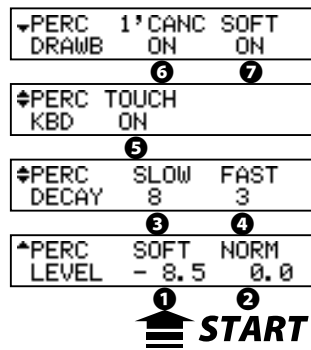 PERC 1'CANC SOFT
DRAWB ON ON
6 7
PERC TOUCH
KBD ON
5
PERC SLOW FAST
DECAY 8 3
3 4
PERC SOFT NORM
LEVEL - 8.5 0.0
1 2
START